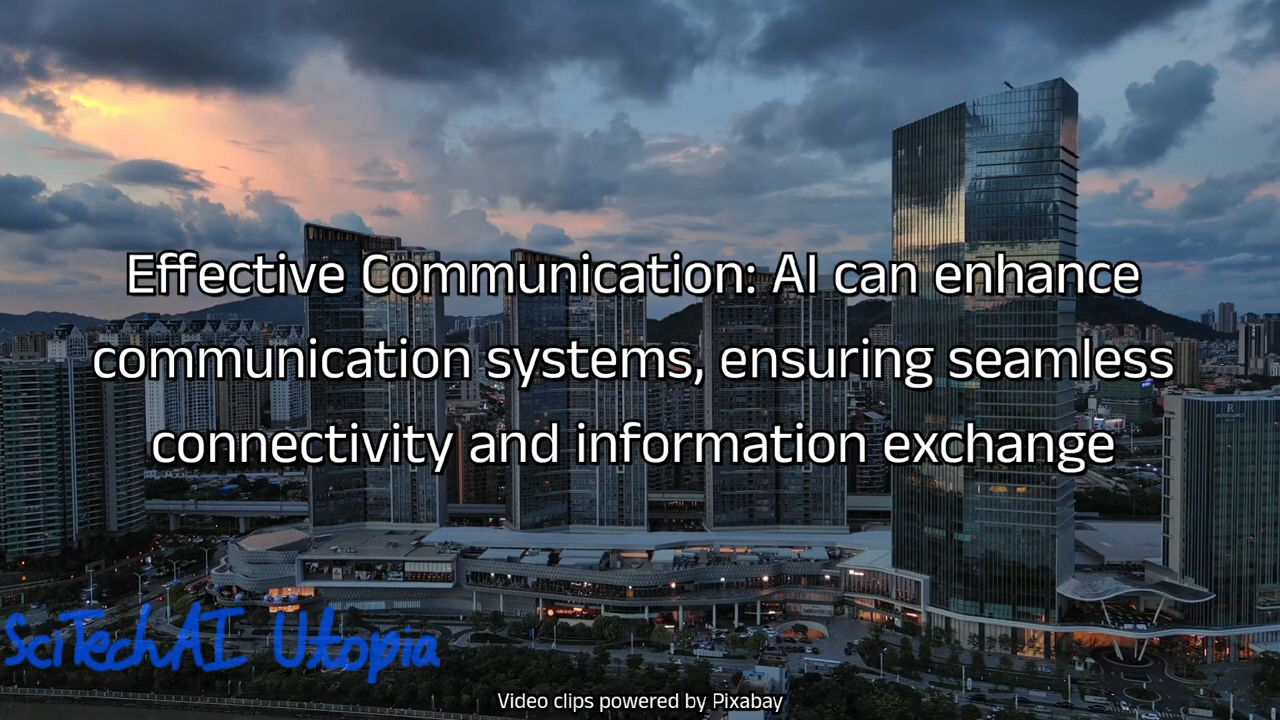 Effective Communication: AI can enhance
communication systems, ensuring seamless
connectivity and information exchange
R
SciTechAI Utopia
Video clips powered by Pixabay